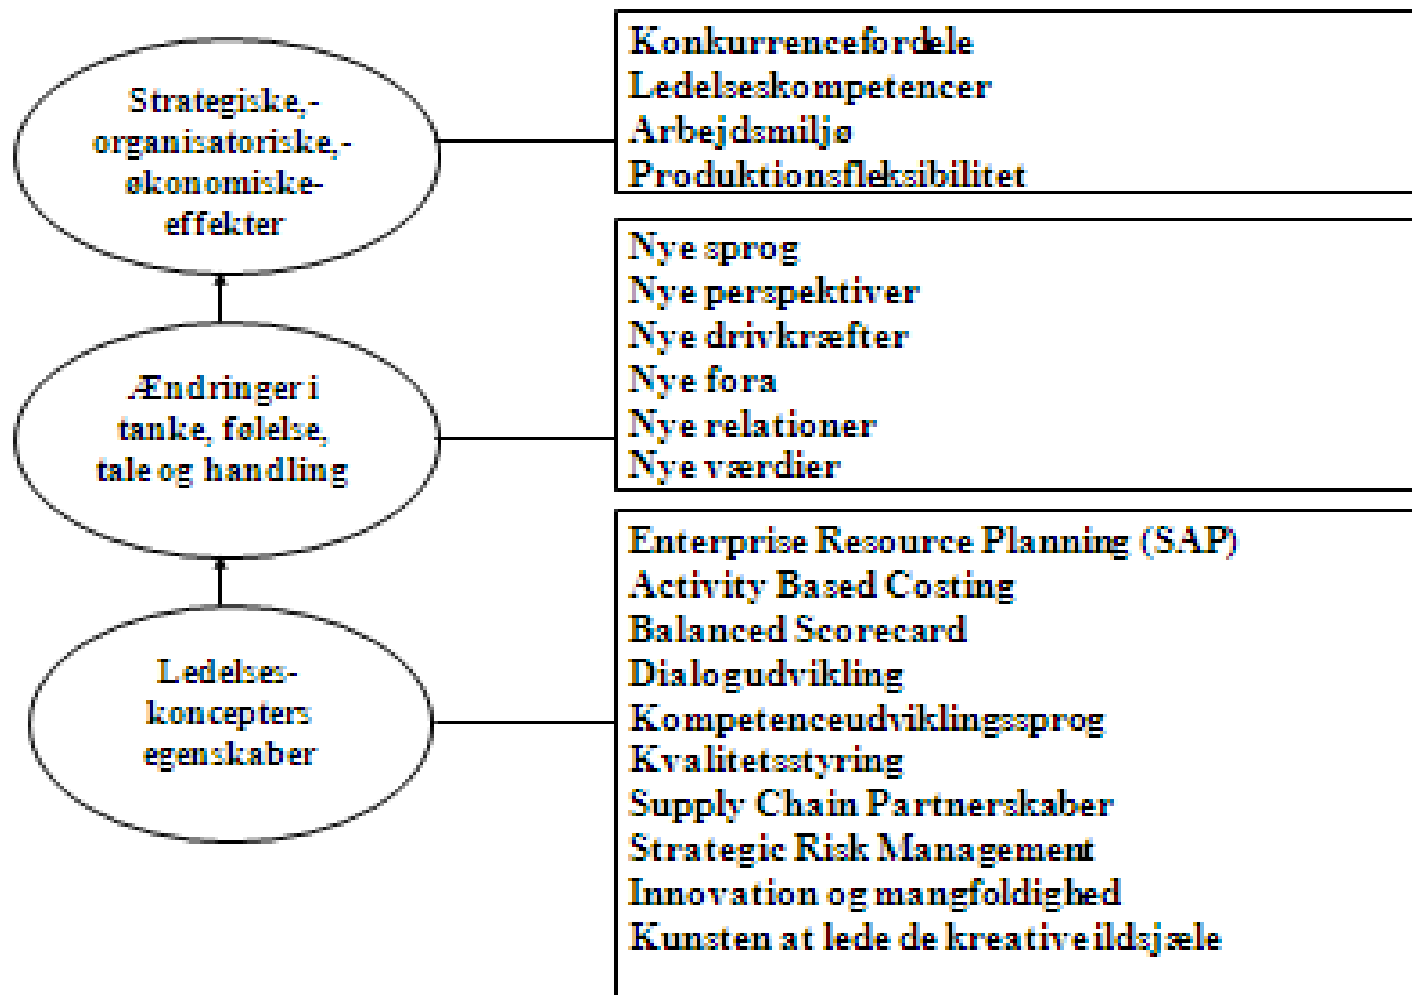 Strategiske,-
organisatoriske,-
økonomiske-
effekter
Konkurrencefordele
Ledelseskompetencer
Arbejdsmiljø
Produktionsfleksibilitet
Ændringer i
tanke, følelse,
tale og handling
Nye sprog
Nye perspektiver
Nye drivkræfter
Nye fora
Nye relationer
Nye værdier
Ledelses-
koncepters
egenskaber
Enterprise Resource Planning (SAP)
Activity Based Costing
Balanced Scorecard
Dialogudvikling
Kompetenceudviklingssprog
Kvalitetsstyring
Supply Chain Partnerskaber
Strategic Risk Management
Innovation og mangfoldighed
Kunsten at lede de kreative ildsjæle